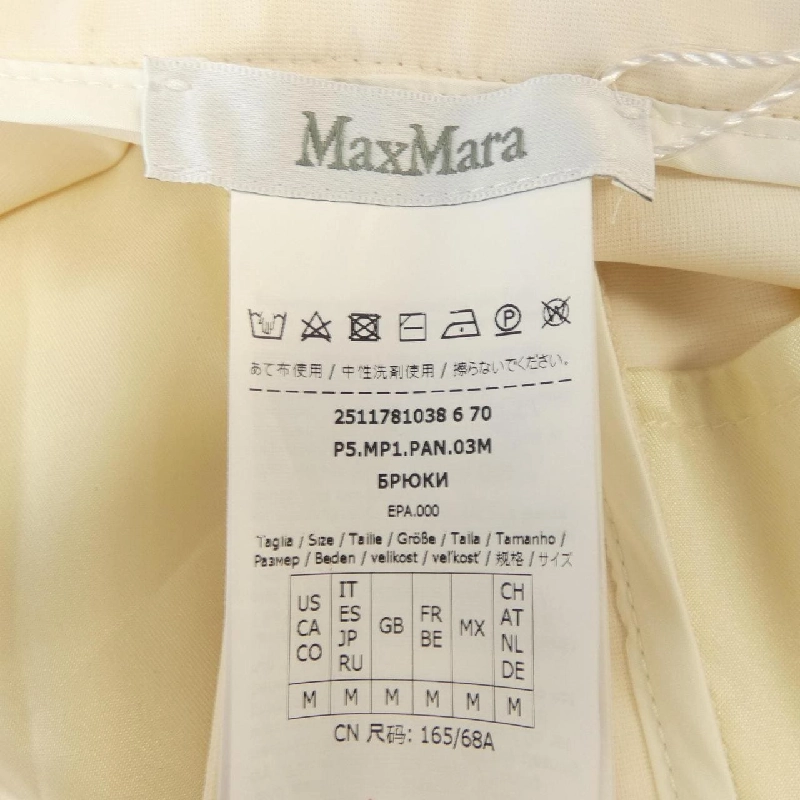 MaxMara
P
W
あて布使用 / 中性洗剤使用 / 擦らないでください。
2511781038 6 70
P5.MP1.PAN.03M
БРЮКИ
EPA.000
Taglia / Size / Taille / Größe / Talla / Tamanho /
Размер / Beden / velikost / veľkosť / 规格 / サイズ
US CA CO
IT ES JP RU
GB
FR BE
MX
CH AT NL DE
M M M M M M
CN 尺码: 165/68A